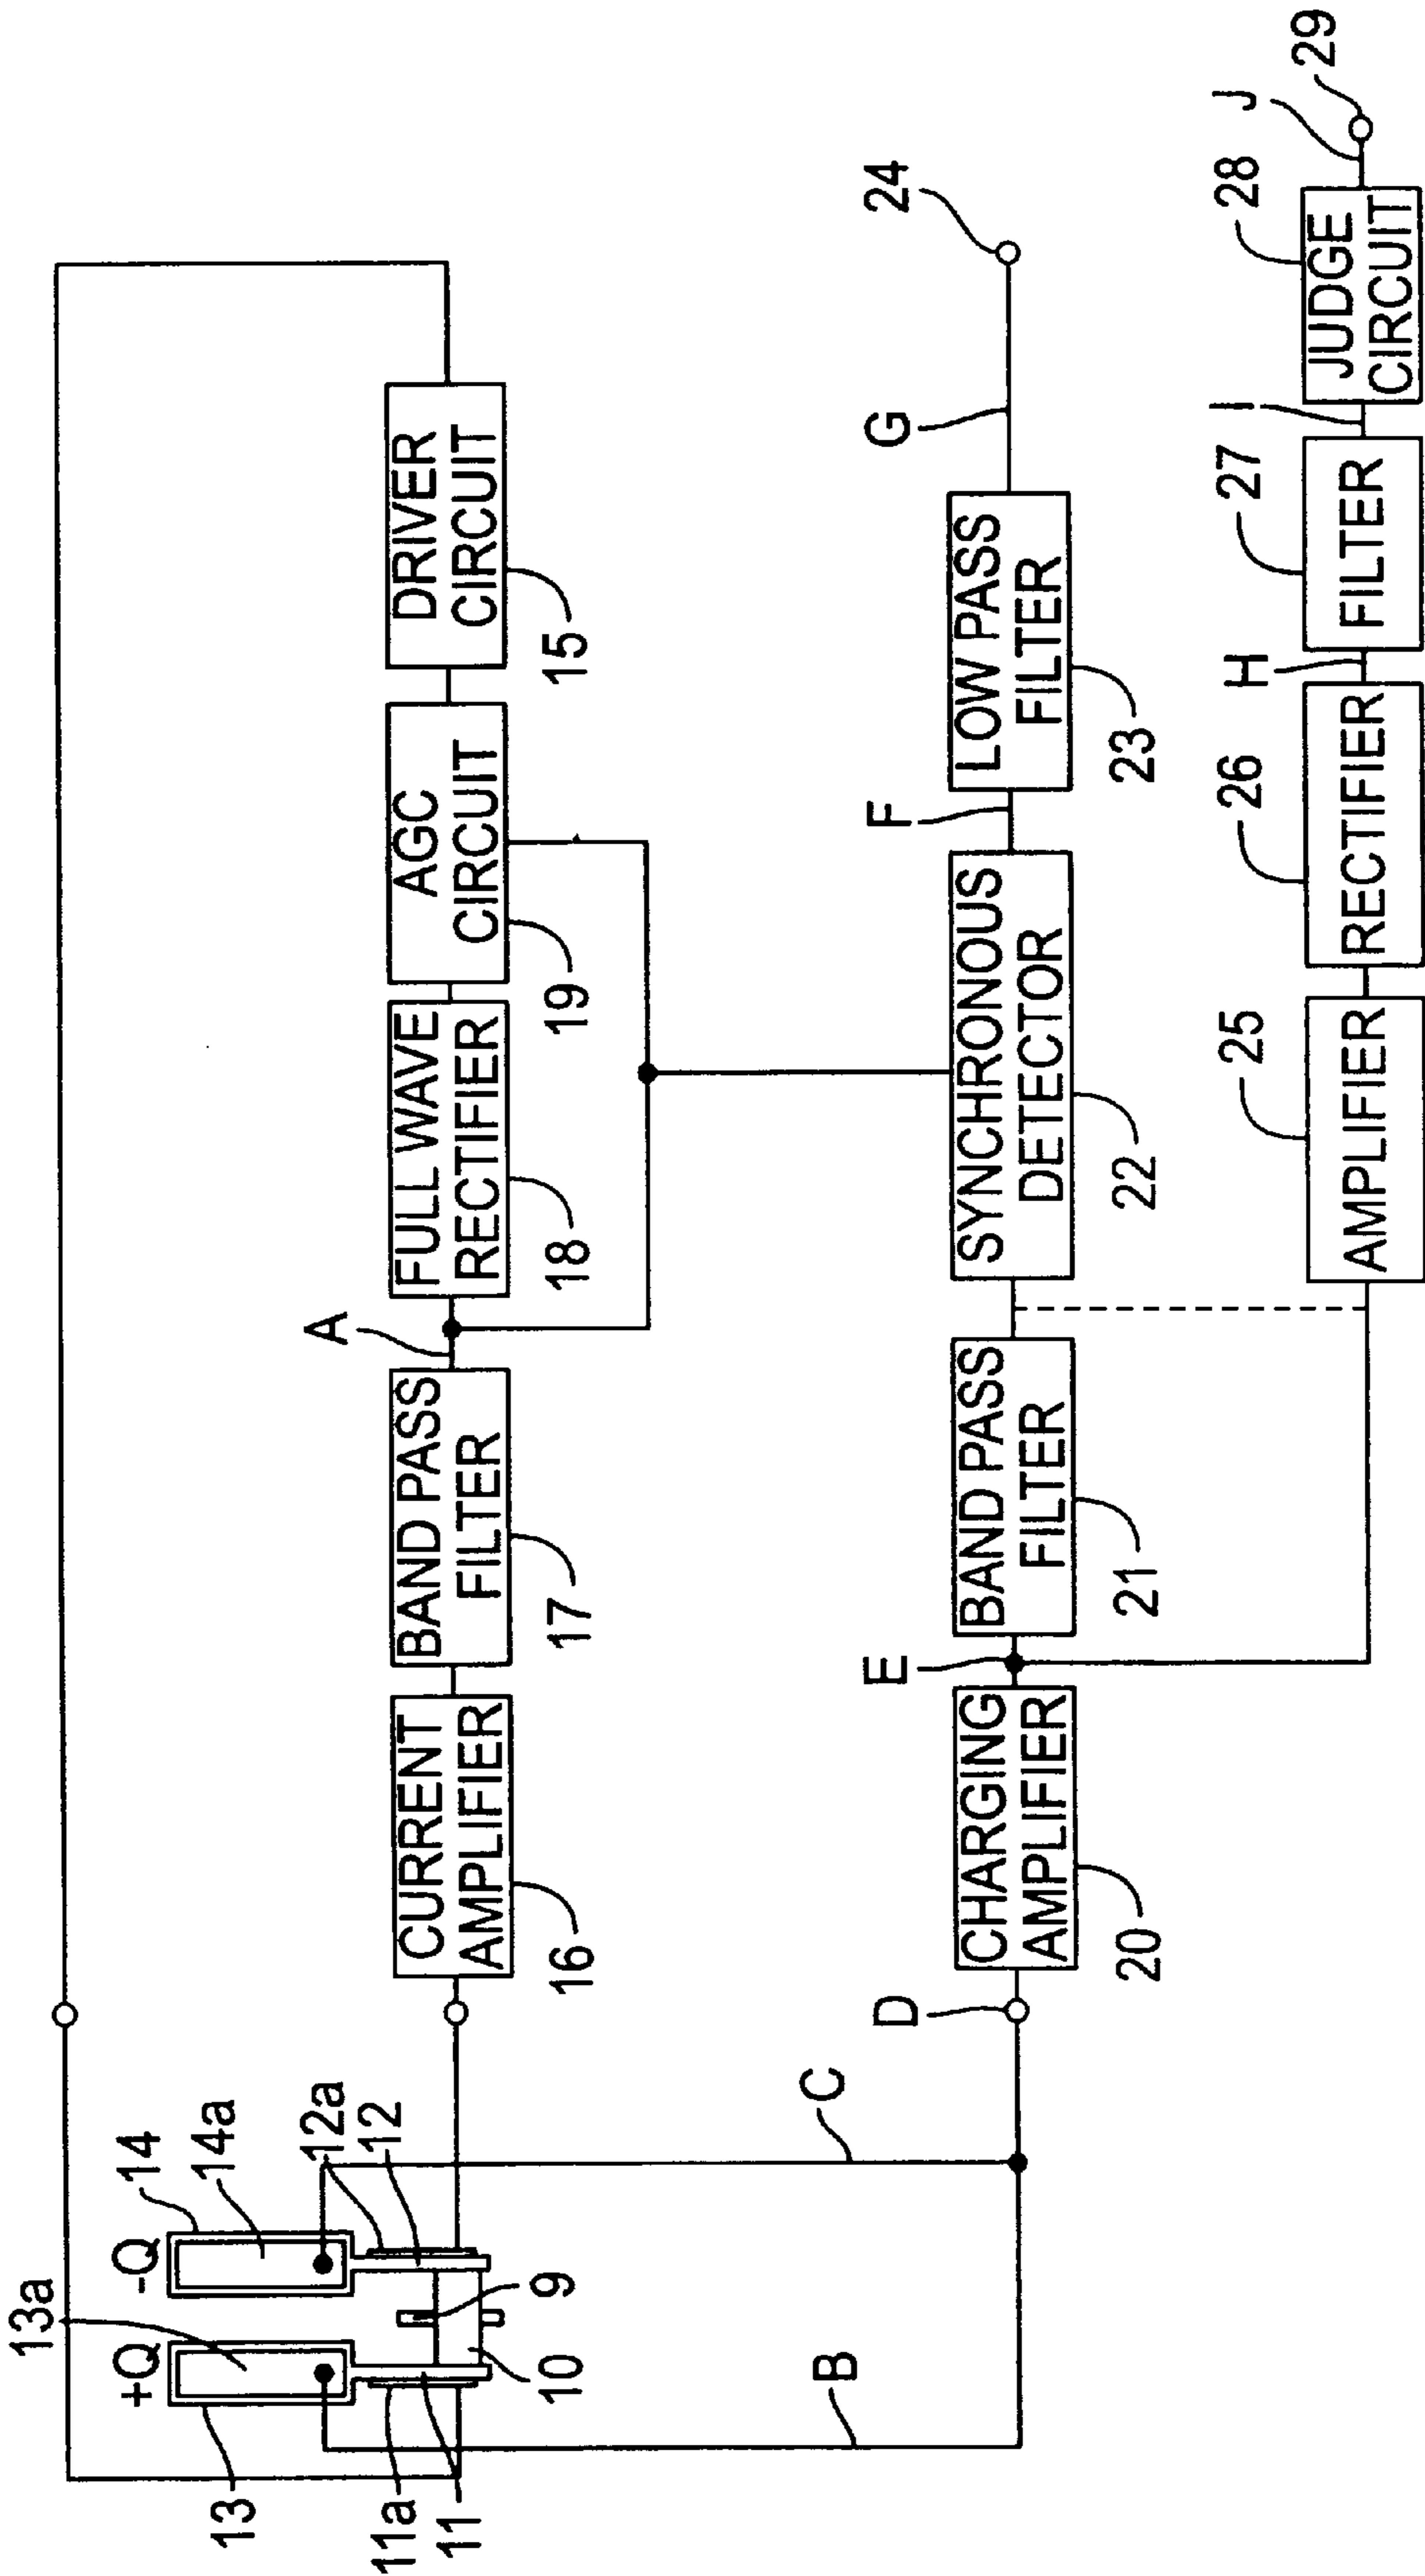 13a
+Q
-Q
14
14a
13
12a
12
11a
11
10
9
B
C
D
CURRENT
AMPLIFIER
16
BAND PASS
FILTER
17
A
FULL WAVE
RECTIFIER
18
AGC
CIRCUIT
19
DRIVER
CIRCUIT
15
CHARGING
AMPLIFIER
20
E
BAND PASS
FILTER
21
SYNCHRONOUS
DETECTOR
22
F
LOW PASS
FILTER
23
G
24
AMPLIFIER
25
RECTIFIER
26
H
FILTER
27
I
JUDGE
CIRCUIT
28
J
29